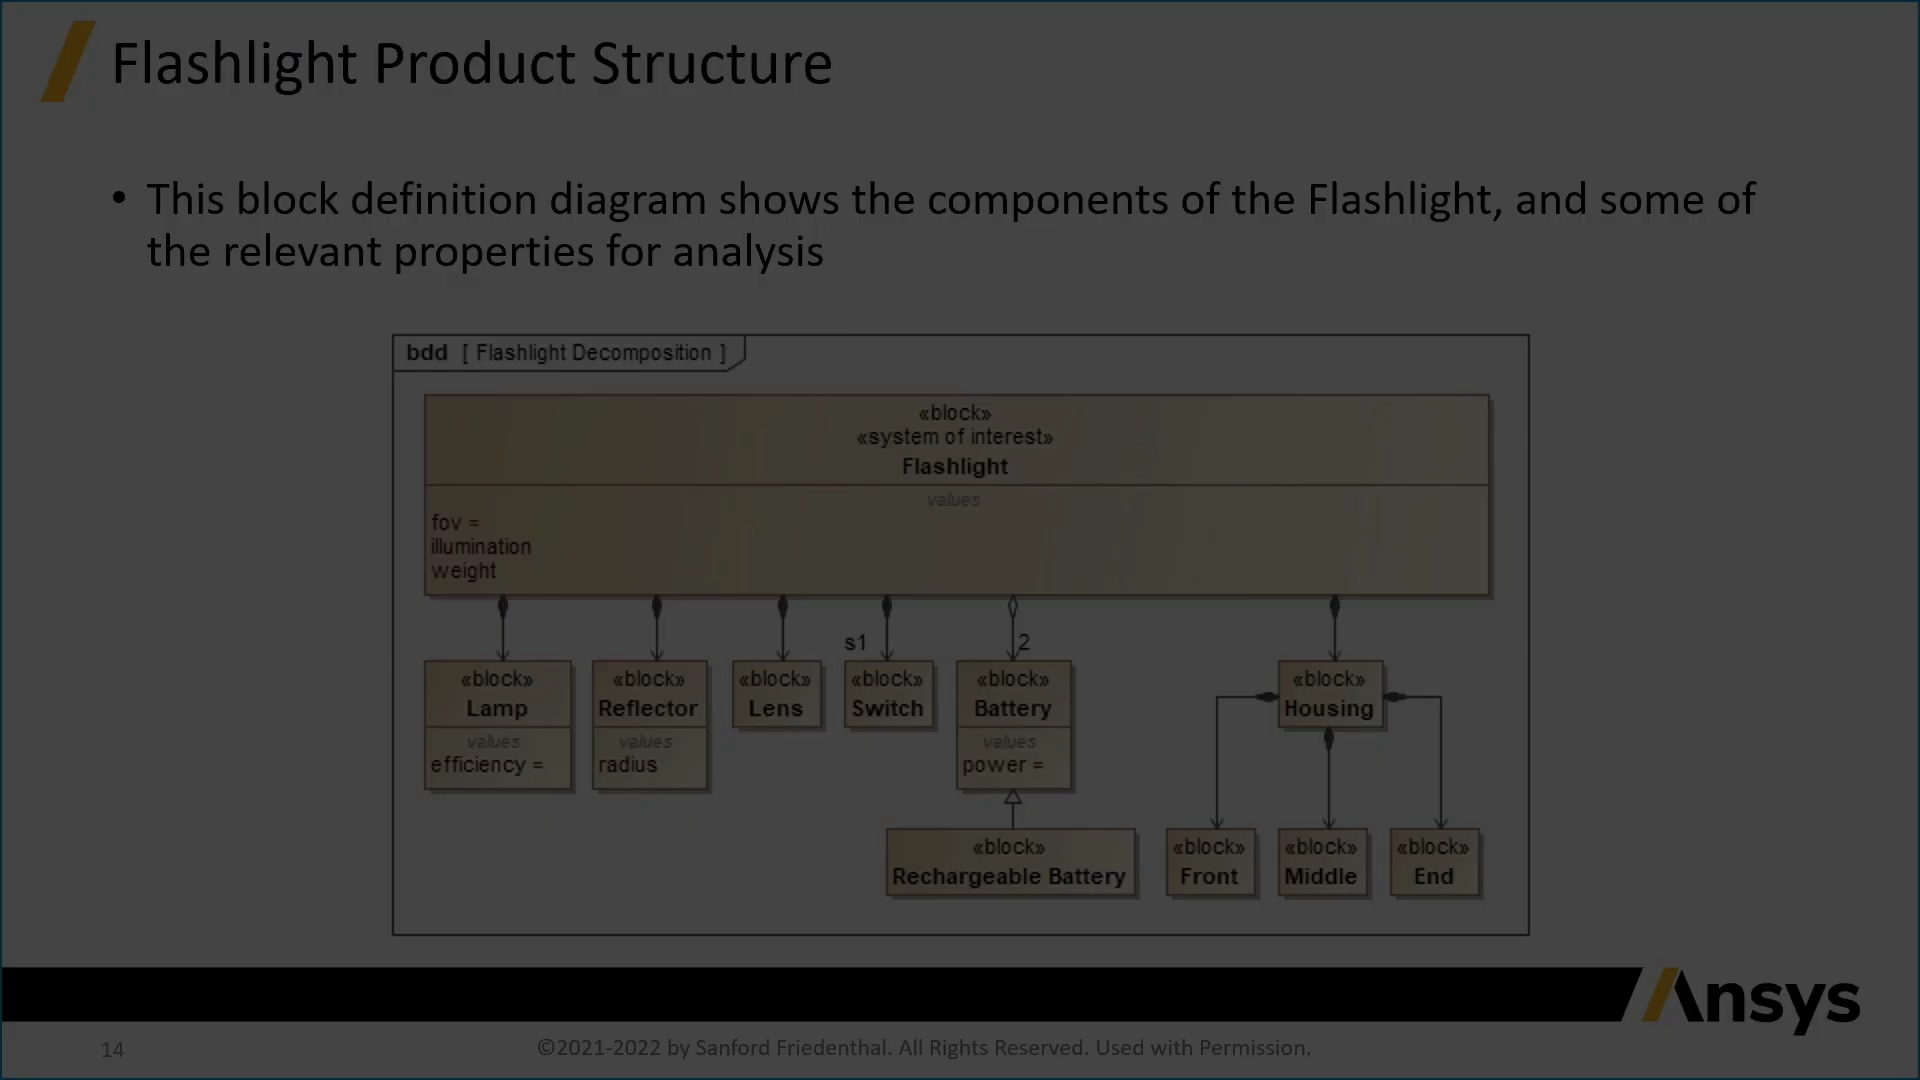 Flashlight Product Structure
• This block definition diagram shows the components of the Flashlight, and some of
the relevant properties for analysis
bdd [ Flashlight Decomposition ]
«block»
«system of interest»
Flashlight
values
fov =
illumination
weight
s1
2
«block»
Lamp
values
efficiency =
«block»
Reflector
values
radius
«block»
Lens
«block»
Switch
«block»
Battery
values
power =
«block»
Housing
«block»
Rechargeable Battery
«block»
Front
«block»
Middle
«block»
End
Ansys
14
©2021-2022 by Sanford Friedenthal. All Rights Reserved. Used with Permission.